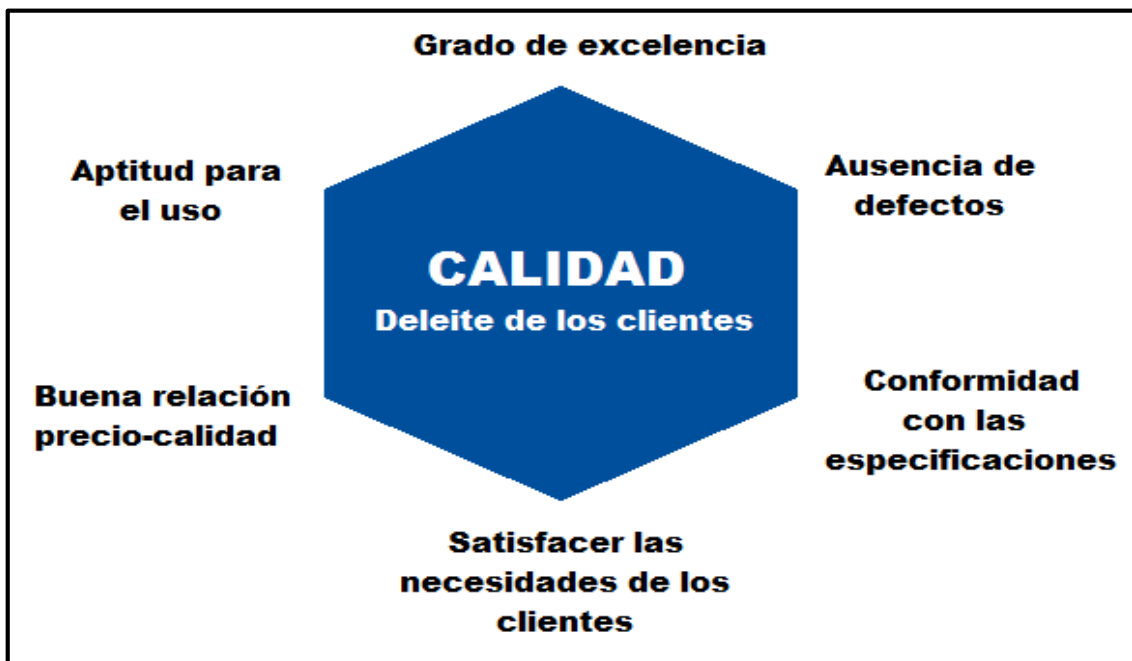 Grado de excelencia
Aptitud para
el uso
Ausencia de
defectos
CALIDAD
Deleite de los clientes
Buena relación
precio-calidad
Conformidad
con las
especificaciones
Satisfacer las
necesidades de los
clientes